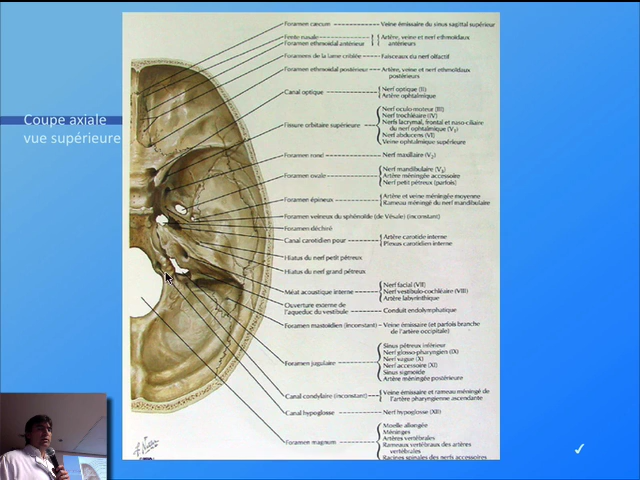 Coupe axiale
vue supérieure
Foramen cæcum Veine émissaire du sinus sagittal supérieur
Fente nasale
Foramen ethmoïdal antérieur
Artère, veine et nerf ethmoïdaux
antérieurs
Foramens de la lame criblée Faisceaux du nerf olfactif
Foramen ethmoïdal postérieur Artère, veine et nerf ethmoïdaux
postérieurs
Canal optique
Nerf optique (II)
Artère ophtalmique
Fissure orbitaire supérieure
Nerf oculo-moteur (III)
Nerf trochléaire (IV)
Nerfs lacrymal, frontal et naso-ciliaire
du nerf ophtalmique (V1)
Nerf abducens (VI)
Veine ophtalmique supérieure
Foramen rond Nerf maxillaire (V2)
Foramen ovale
Nerf mandibulaire (V3)
Artère méningée accessoire
Nerf petit pétreux (parfois)
Foramen épineux
Artère et veine méningée moyenne
Rameau méningé du nerf mandibulaire
Foramen veineux du sphénoïde (de Vésale) (inconstant)
Foramen déchiré
Canal carotidien pour
Artère carotide interne
Plexus carotidien interne
Hiatus du nerf petit pétreux
Hiatus du nerf grand pétreux
Méat acoustique interne
Nerf facial (VII)
Nerf vestibulo-cochléaire (VIII)
Artère labyrinthique
Ouverture externe de
l'aqueduc du vestibule Conduit endolymphatique
Foramen mastoïdien (inconstant) Veine émissaire (et parfois branche
de l'artère occipitale)
Foramen jugulaire
Sinus pétreux inférieur
Nerf glosso-pharyngien (IX)
Nerf vague (X)
Nerf accessoire (XI)
Sinus sigmoïde
Artère méningée postérieure
Canal condylaire (inconstant)
Veine émissaire et rameau méningé de
l'artère pharyngienne ascendante
Canal hypoglosse Nerf hypoglosse (XII)
Foramen magnum
Moelle allongée
Méninges
Artères vertébrales
Rameaux vertébraux des artères
vertébrales
Racines spinales des nerfs accessoires